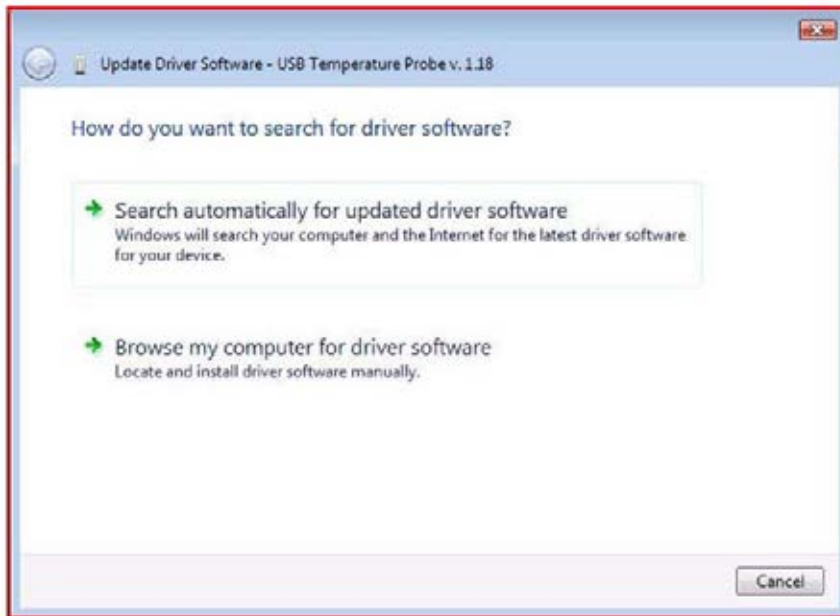 Update Driver Software - USB Temperature Probe v. 1.18
How do you want to search for driver software?
Search automatically for updated driver software
Windows will search your computer and the Internet for the latest driver software
for your device.
Browse my computer for driver software
Locate and install driver software manually.
Cancel